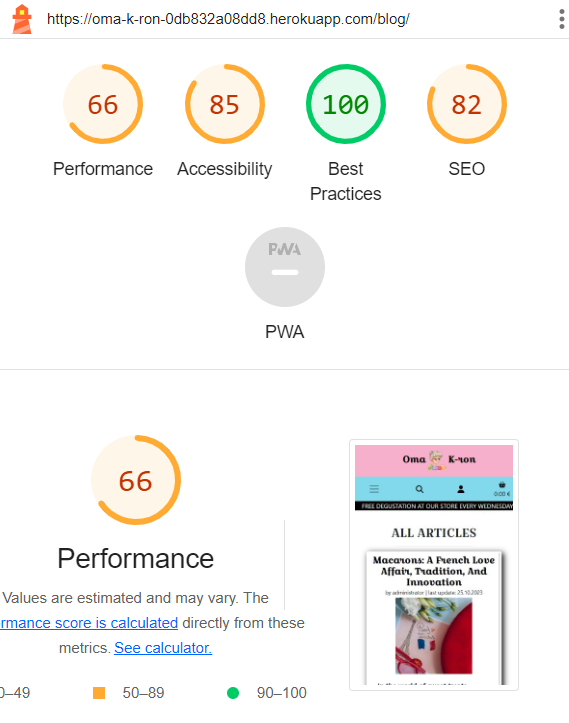 https://oma-k-ron-0db832a08dd8.herokuapp.com/blog/
66
85
100
82
Performance
Accessibility
Best
Practices
SEO
PWA
PWA
66
Performance
Values are estimated and may vary. The
rmance score is calculated directly from these
metrics. See calculator.
0–49
50–89
90–100
Oma K-ron
0.00 €
FREE DEGUSTATION AT OUR STORE EVERY WEDNESDAY
ALL ARTICLES
Macarons: A French Love
Affair, Tradition, And
Innovation
by administrator | last update: 25.10.2023